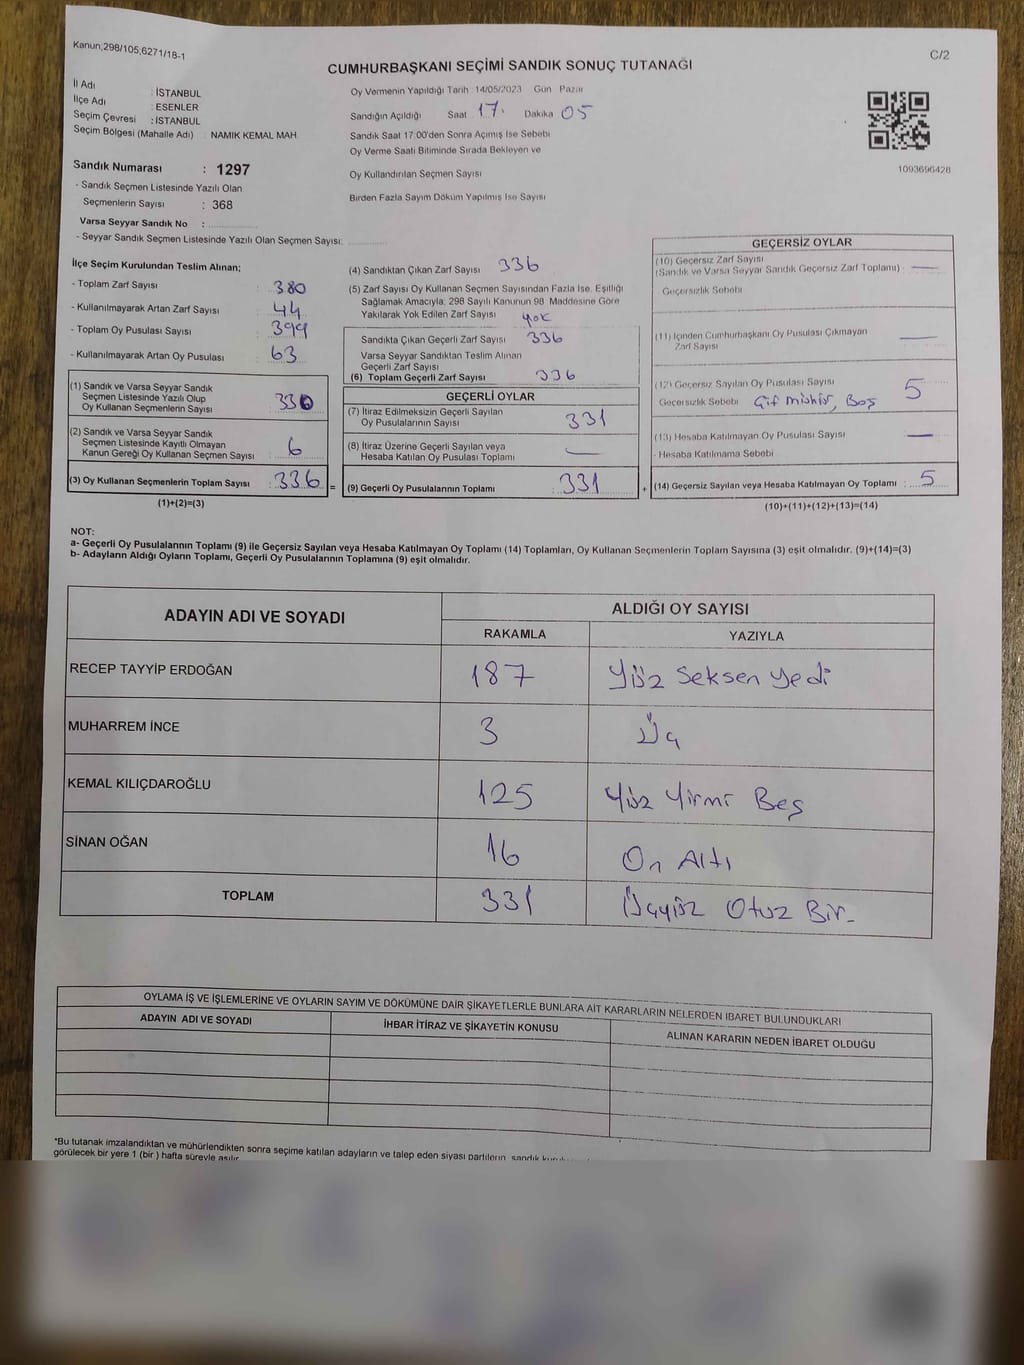 Kanun;298/105,6271/18-1
C/2
CUMHURBAŞKANI SEÇİMİ SANDIK SONUÇ TUTANAĞI
İl Adı : İSTANBUL
İlçe Adı : ESENLER
Seçim Çevresi : İSTANBUL
Seçim Bölgesi (Mahalle Adı) : NAMIK KEMAL MAH
Sandık Numarası : 1297
- Sandık Seçmen Listesinde Yazılı Olan
Seçmenlerin Sayısı : 368
Varsa Seyyar Sandık No :
- Seyyar Sandık Seçmen Listesinde Yazılı Olan Seçmen Sayısı:
Oy Vermenin Yapıldığı Tarih : 14/05/2023 Gün Pazar
Sandığın Açıldığı Saat 17. Dakika 05
Sandık Saat 17:00'den Sonra Açılmış İse Sebebi
Oy Verme Saati Bitiminde Sırada Bekleyen ve
Oy Kullandırılan Seçmen Sayısı
Birden Fazla Sayım Döküm Yapılmış İse Sayısı
1093696428
İlçe Seçim Kurulundan Teslim Alınan;
- Toplam Zarf Sayısı : 380
- Kullanılmayarak Artan Zarf Sayısı : 44
- Toplam Oy Pusulası Sayısı : 399
- Kullanılmayarak Artan Oy Pusulası : 63
(1) Sandık ve Varsa Seyyar Sandık
Seçmen Listesinde Yazılı Olup
Oy Kullanan Seçmenlerin Sayısı : 330
(2) Sandık ve Varsa Seyyar Sandık
Seçmen Listesinde Kayıtlı Olmayan
Kanun Gereği Oy Kullanan Seçmen Sayısı : 6
(3) Oy Kullanan Seçmenlerin Toplam Sayısı : 336 =
(1)+(2)=(3)
(4) Sandıktan Çıkan Zarf Sayısı 336
(5) Zarf Sayısı Oy Kullanan Seçmen Sayısından Fazla İse, Eşitliği
Sağlamak Amacıyla; 298 Sayılı Kanunun 98. Maddesine Göre
Yakılarak Yok Edilen Zarf Sayısı yok
Sandıkta Çıkan Geçerli Zarf Sayısı : 336
Varsa Seyyar Sandıktan Teslim Alınan
Geçerli Zarf Sayısı :
(6) Toplam Geçerli Zarf Sayısı : 336
GEÇERLİ OYLAR
(7) İtiraz Edilmeksizin Geçerli Sayılan
Oy Pusulalarının Sayısı : 331
(8) İtiraz Üzerine Geçerli Sayılan veya
Hesaba Katılan Oy Pusulası Toplamı : —
(9) Geçerli Oy Pusulalarının Toplamı : 331 +
GEÇERSİZ OYLAR
(10) Geçersiz Zarf Sayısı
(Sandık ve Varsa Seyyar Sandık Geçersiz Zarf Toplamı) : —
Geçersizlik Sebebi
(11) İçinden Cumhurbaşkanı Oy Pusulası Çıkmayan
Zarf Sayısı —
(12) Geçersiz Sayılan Oy Pusulası Sayısı 5
Geçersizlik Sebebi Çift mühür, Boş
(13) Hesaba Katılmayan Oy Pusulası Sayısı —
- Hesaba Katılmama Sebebi
(14) Geçersiz Sayılan veya Hesaba Katılmayan Oy Toplamı : 5
(10)+(11)+(12)+(13)=(14)
NOT:
a- Geçerli Oy Pusulalarının Toplamı (9) ile Geçersiz Sayılan veya Hesaba Katılmayan Oy Toplamı (14) Toplamları, Oy Kullanan Seçmenlerin Toplam Sayısına (3) eşit olmalıdır. (9)+(14)=(3)
b- Adayların Aldığı Oyların Toplamı, Geçerli Oy Pusulalarının Toplamına (9) eşit olmalıdır.
ADAYIN ADI VE SOYADI ALDIĞI OY SAYISI
RAKAMLA YAZIYLA
RECEP TAYYİP ERDOĞAN 187 Yüz Seksen Yedi
MUHARREM İNCE 3 Üç
KEMAL KILIÇDAROĞLU 125 Yüz Yirmi Beş
SİNAN OĞAN 16 On Altı
TOPLAM 331 Üçyüz Otuz Bir-
OYLAMA İŞ VE İŞLEMLERİNE VE OYLARIN SAYIM VE DÖKÜMÜNE DAİR ŞİKAYETLERLE BUNLARA AİT KARARLARIN NELERDEN İBARET BULUNDUKLARI
ADAYIN ADI VE SOYADI İHBAR İTİRAZ VE ŞİKAYETİN KONUSU ALINAN KARARIN NEDEN İBARET OLDUĞU
*Bu tutanak imzalandıktan ve mühürlendikten sonra seçime katılan adayların ve talep eden siyasi partilerin, sandık
görülecek bir yere 1 (bir) hafta süreyle asılır.